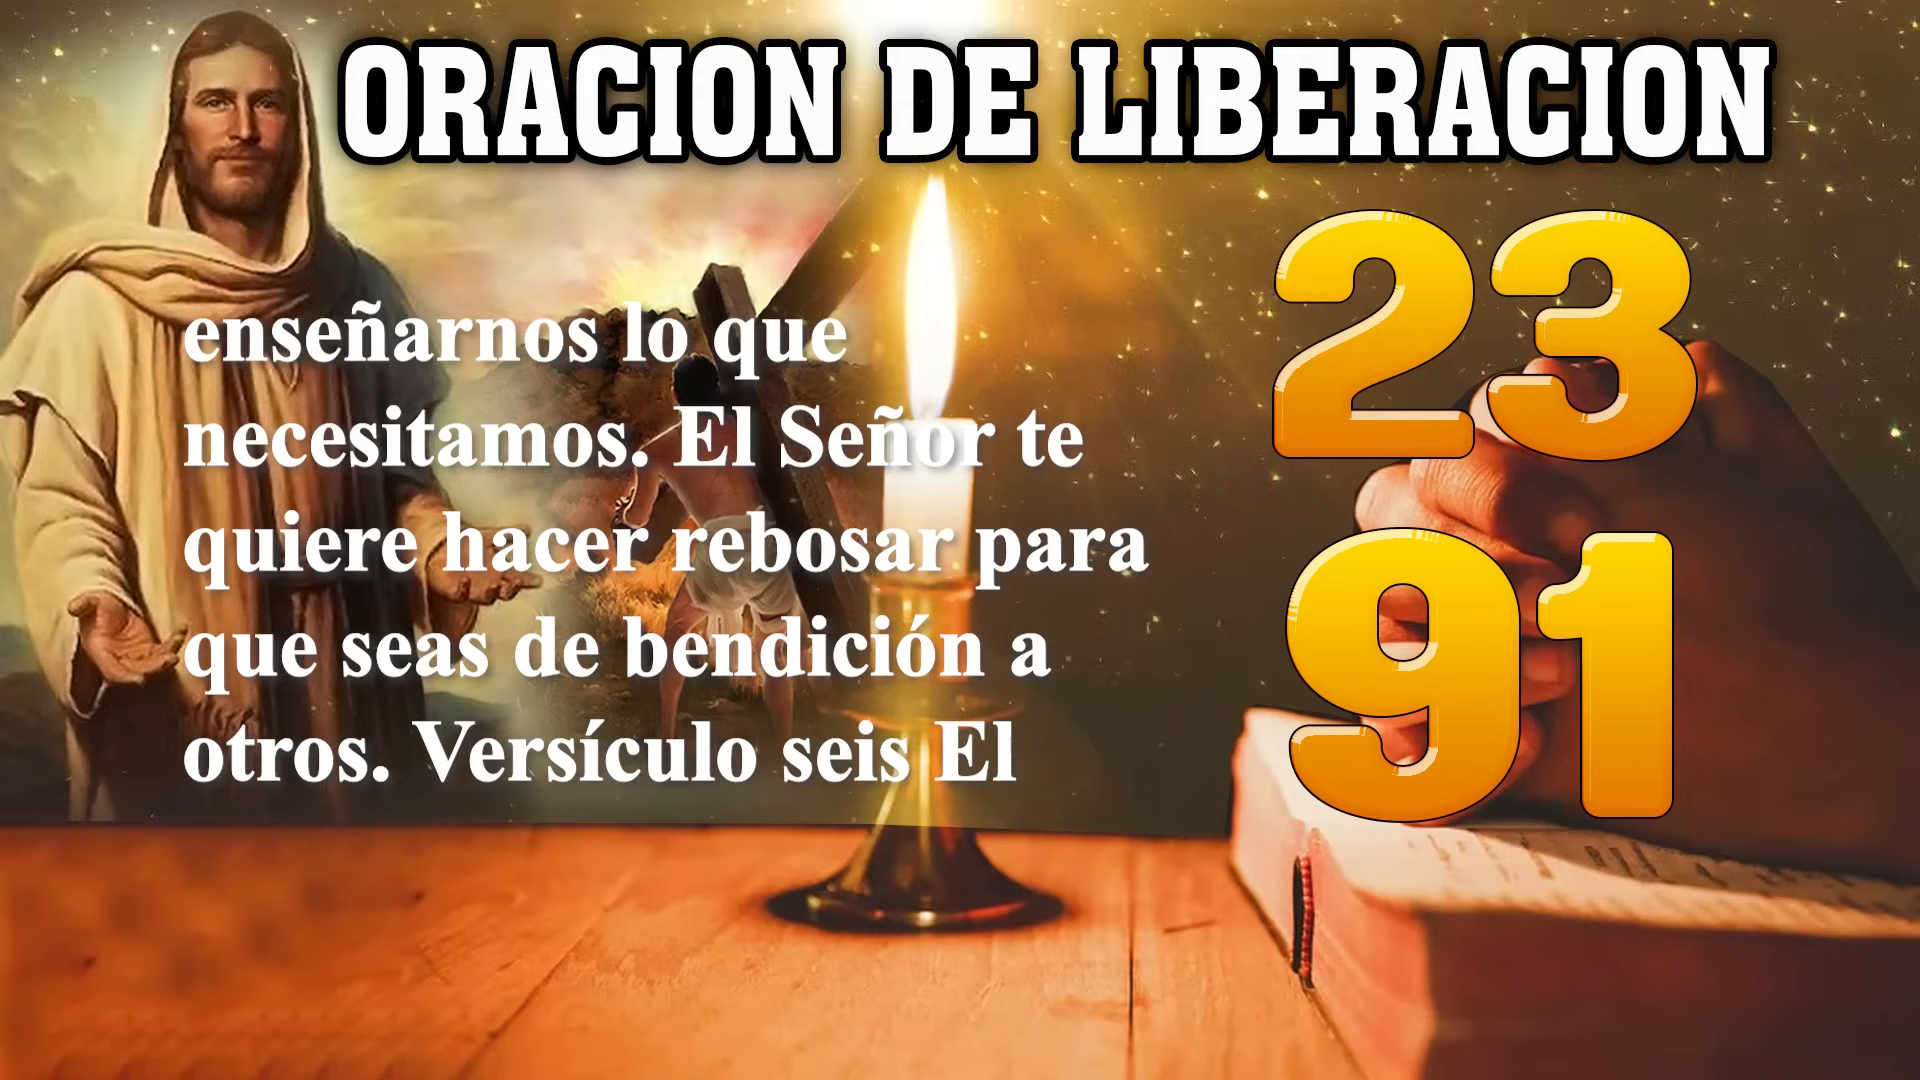 ORACION DE LIBERACION
enseñarnos lo que
necesitamos. El Señor te
quiere hacer rebosar para
que seas de bendición a
otros. Versículo seis El
23
91